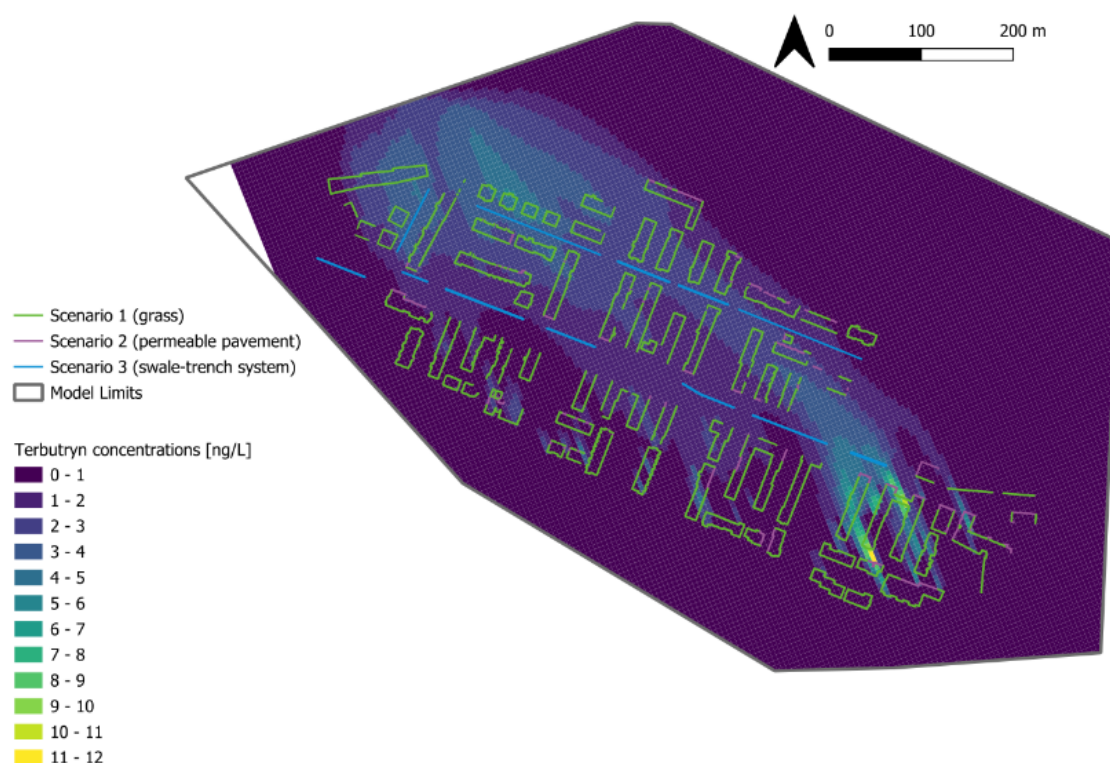 0 100 200 m
Scenario 1 (grass)
Scenario 2 (permeable pavement)
Scenario 3 (swale-trench system)
Model Limits
Terbutryn concentrations [ng/L]
0 - 1
1 - 2
2 - 3
3 - 4
4 - 5
5 - 6
6 - 7
7 - 8
8 - 9
9 - 10
10 - 11
11 - 12